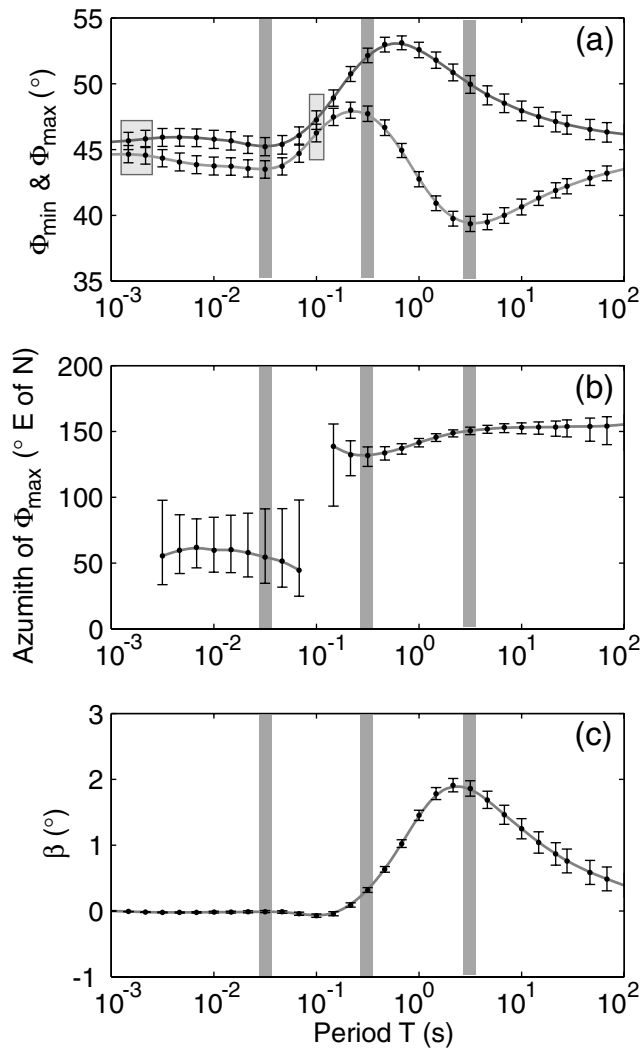 (a)
Φmin & Φmax (°)
55
50
45
40
35
10-3 10-2 10-1 100 101 102
(b)
Azumith of Φmax (° E of N)
200
150
100
50
0
10-3 10-2 10-1 100 101 102
(c)
β (°)
3
2
1
0
-1
10-3 10-2 10-1 100 101 102
Period T (s)